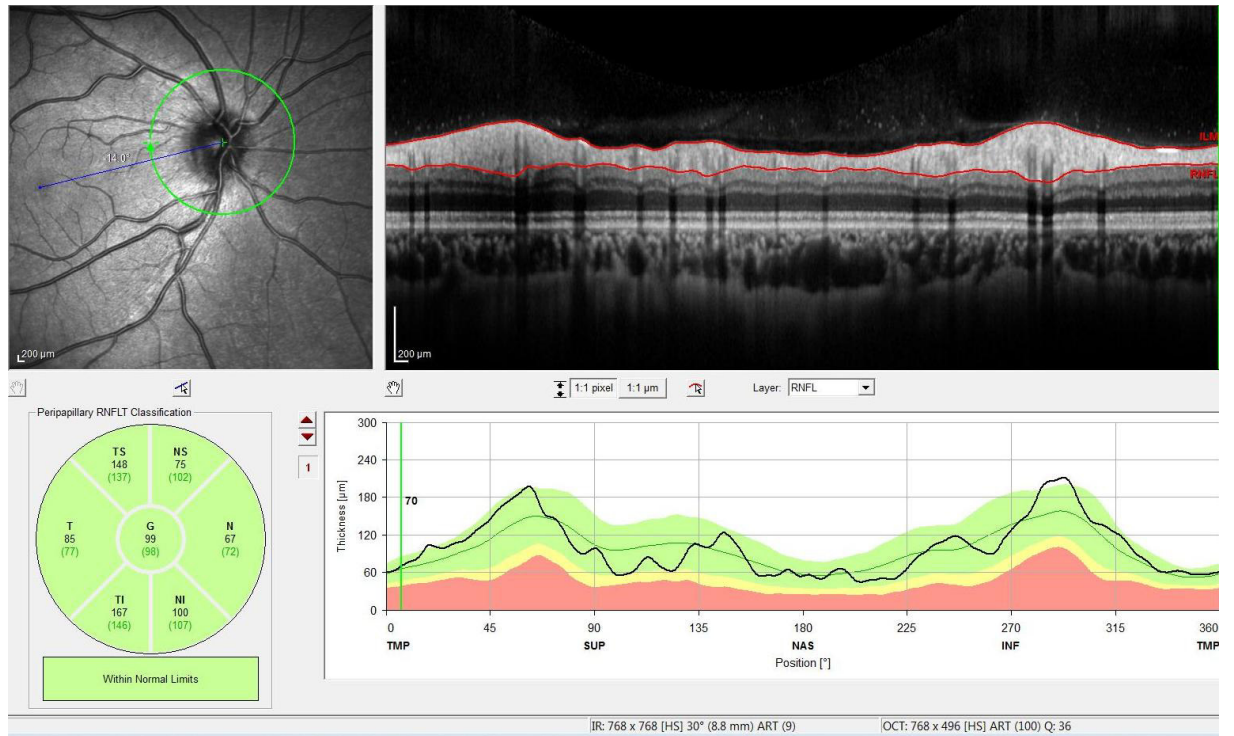 -14.0°
200 µm
ILM
RNFL
200 µm
1:1 pixel
1:1 µm
Layer:
RNFL
Peripapillary RNFLT Classification
TS
148
(137)
NS
75
(102)
T
85
(77)
G
99
(98)
N
67
(72)
TI
167
(146)
NI
100
(107)
Within Normal Limits
1
Thickness [µm]
300
240
180
120
60
0
70
0 45 90 135 180 225 270 315 360
TMP SUP NAS INF TMP
Position [°]
IR: 768 x 768 [HS] 30° (8.8 mm) ART (9)
OCT: 768 x 496 [HS] ART (100) Q: 36